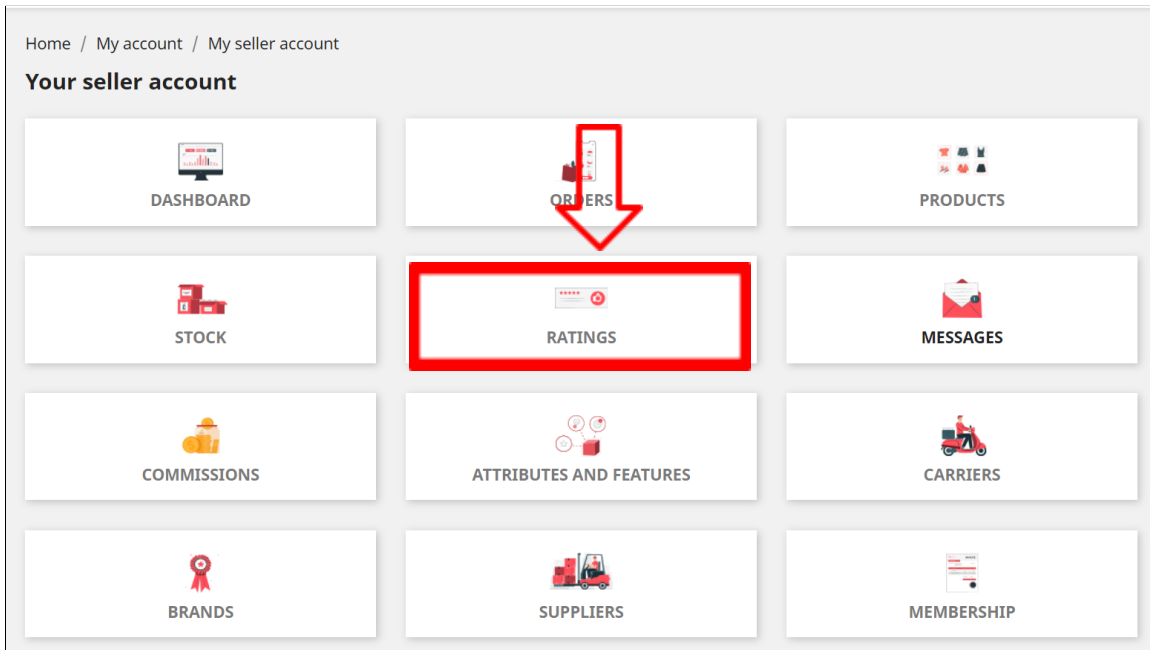 Home / My account / My seller account
Your seller account
DASHBOARD
ORDERS
PRODUCTS
STOCK
RATINGS
MESSAGES
COMMISSIONS
ATTRIBUTES AND FEATURES
CARRIERS
BRANDS
SUPPLIERS
MEMBERSHIP